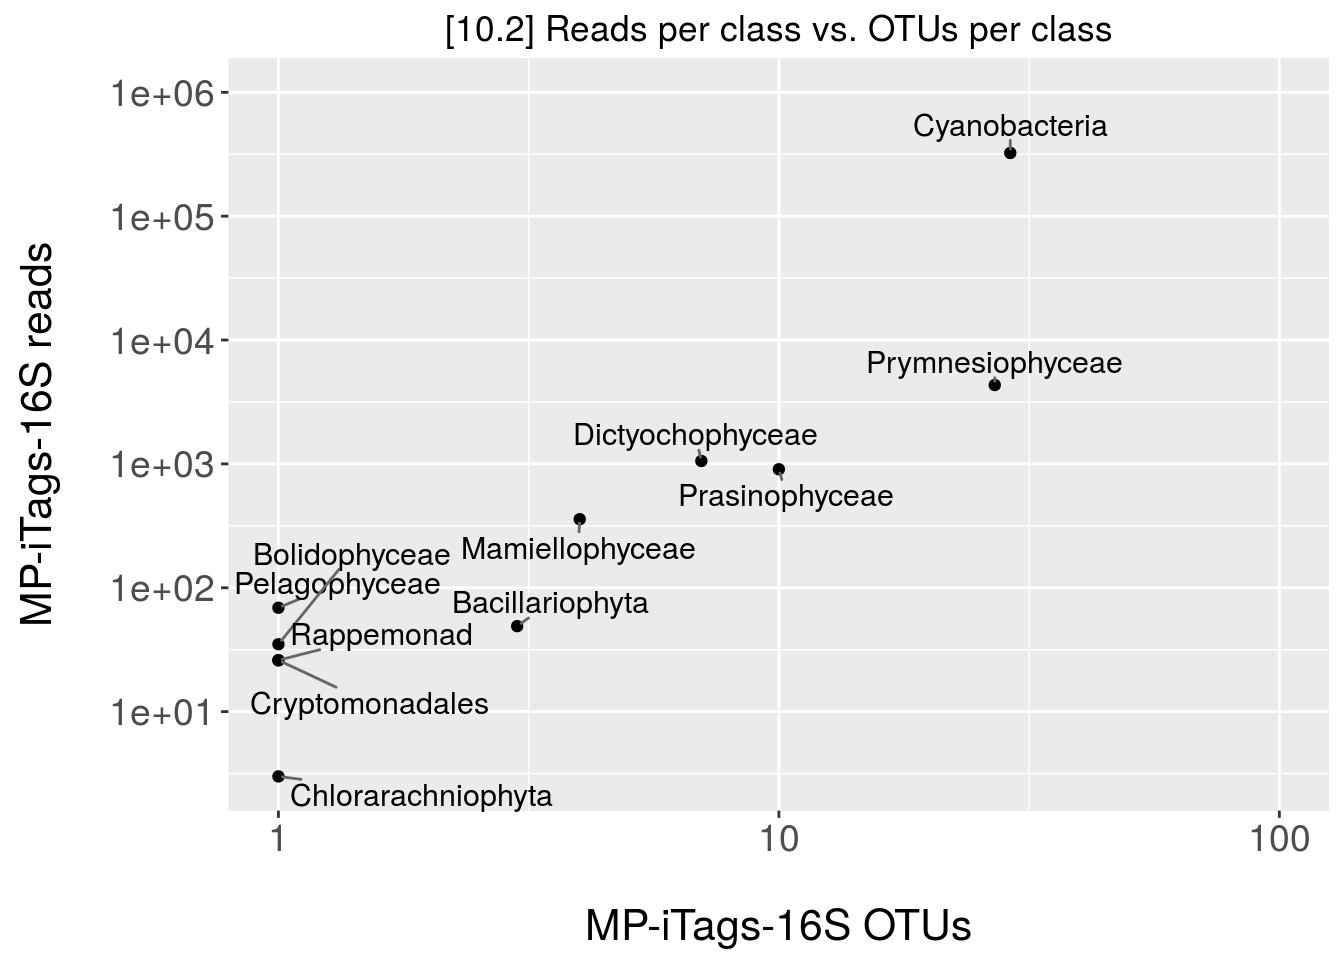 [10.2] Reads per class vs. OTUs per class
MP-iTags-16S reads
1e+06
1e+05
1e+04
1e+03
1e+02
1e+01
Cyanobacteria
Prymnesiophyceae
Dictyochophyceae
Prasinophyceae
Mamiellophyceae
Bolidophyceae
Pelagophyceae
Bacillariophyta
Rappemonad
Cryptomonadales
Chlorarachniophyta
1 10 100
MP-iTags-16S OTUs